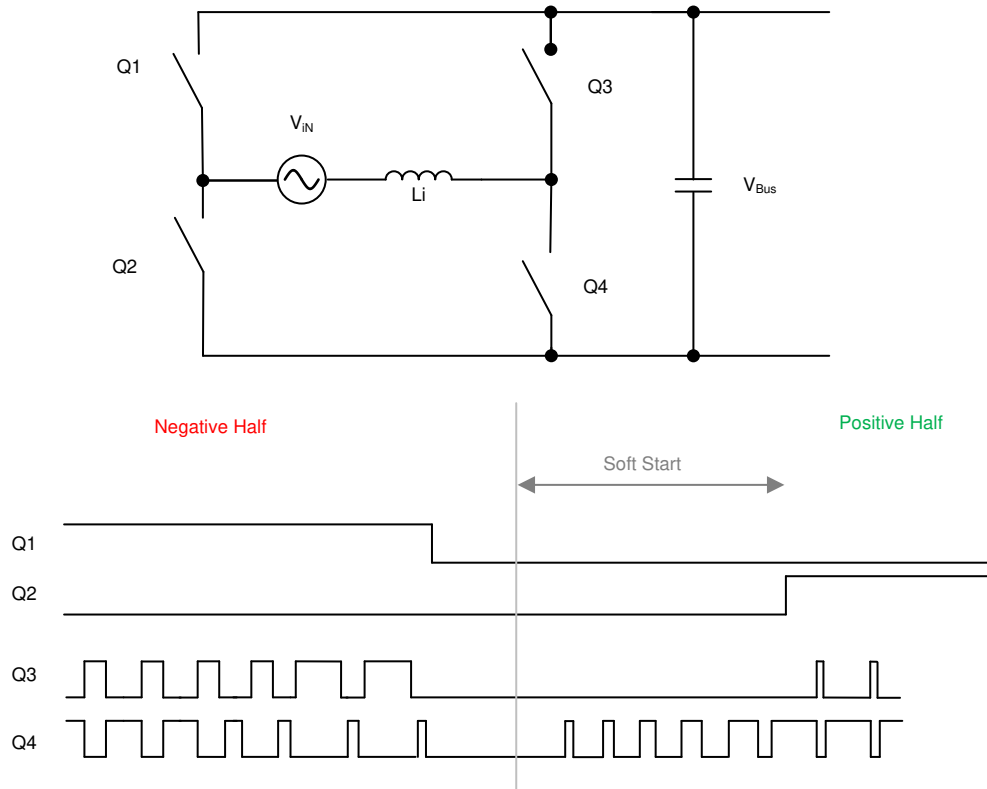 Q1
Q3
ViN
Li
VBus
Q2
Q4
Negative Half
Positive Half
Soft Start
Q1
Q2
Q3
Q4